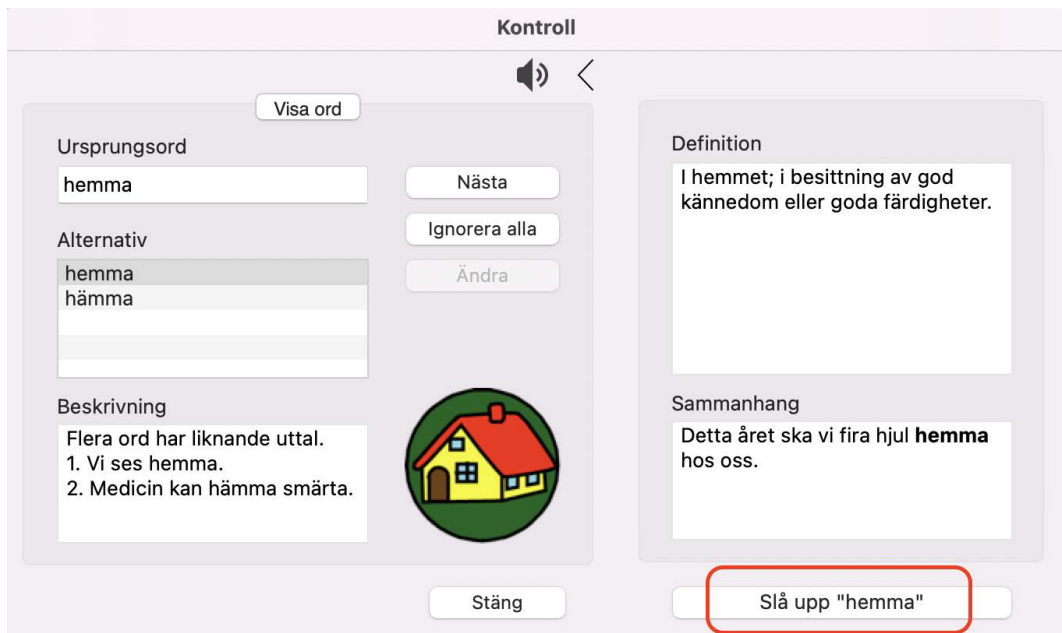 Kontroll
Visa ord
Ursprungsord
hemma
Nästa
Ignorera alla
Alternativ
hemma
hämma
Ändra
Beskrivning
Flera ord har liknande uttal.
1. Vi ses hemma.
2. Medicin kan hämma smärta.
Definition
I hemmet; i besittning av god
kännedom eller goda färdigheter.
Sammanhang
Detta året ska vi fira hjul hemma
hos oss.
Stäng
Slå upp "hemma"